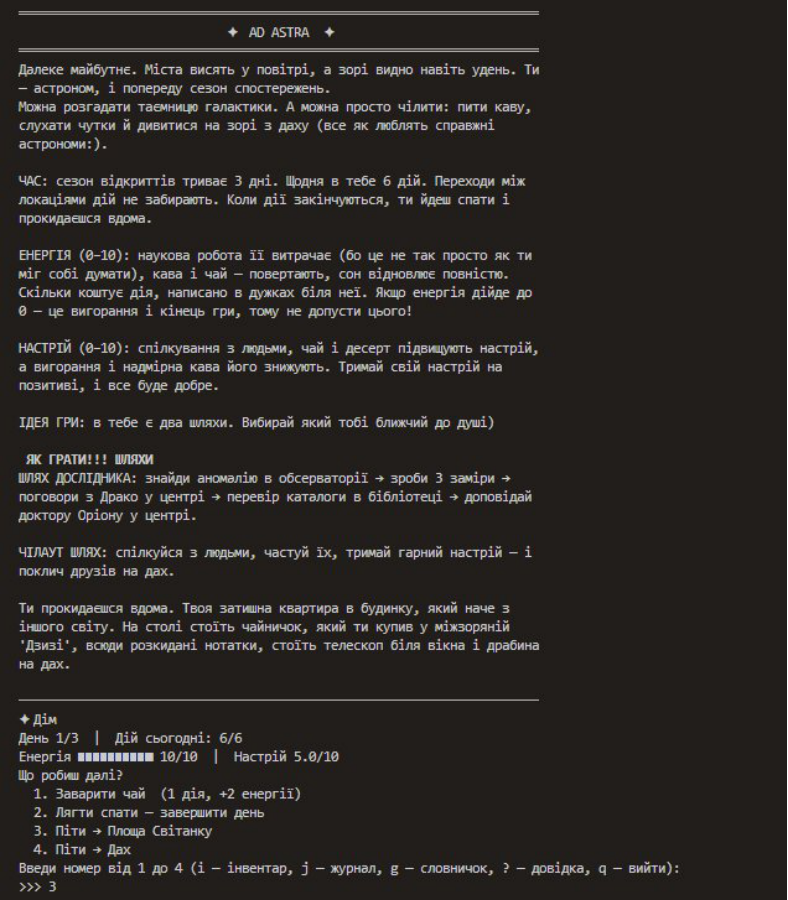 ✦ AD ASTRA ✦
Далеке майбутнє. Міста висять у повітрі, а зорі видно навіть удень. Ти
— астроном, і попереду сезон спостережень.
Можна розгадати таємницю галактики. А можна просто чілити: пити каву,
слухати чутки й дивитися на зорі з даху (все як люблять справжні
астрономи:).
ЧАС: сезон відкриттів триває 3 дні. Щодня в тебе 6 дій. Переходи між
локаціями дій не забирають. Коли дії закінчуються, ти йдеш спати і
прокидаєшся вдома.
ЕНЕРГІЯ (0–10): наукова робота її витрачає (бо це не так просто як ти
міг собі думати), кава і чай — повертають, сон відновлює повністю.
Скільки коштує дія, написано в дужках біля неї. Якщо енергія дійде до
0 — це вигорання і кінець гри, тому не допусти цього!
НАСТРІЙ (0–10): спілкування з людьми, чай і десерт підвищують настрій,
а вигорання і надмірна кава його знижують. Тримай свій настрій на
позитиві, і все буде добре.
ІДЕЯ ГРИ: в тебе є два шляхи. Вибирай який тобі ближчий до душі)
ЯК ГРАТИ!!! ШЛЯХИ
ШЛЯХ ДОСЛІДНИКА: знайди аномалію в обсерваторії → зроби 3 заміри →
поговори з Драко у центрі → перевір каталоги в бібліотеці → доповідай
доктору Оріону у центрі.
ЧІЛАУТ ШЛЯХ: спілкуйся з людьми, частуй їх, тримай гарний настрій — і
поклич друзів на дах.
Ти прокидаєшся вдома. Твоя затишна квартира в будинку, який наче з
іншого світу. На столі стоїть чайничок, який ти купив у міжзоряній
'Дзизі', всюди розкидані нотатки, стоїть телескоп біля вікна і драбина
на дах.
✦ Дім
День 1/3 | Дій сьогодні: 6/6
Енергія ■■■■■■■■■■ 10/10 | Настрій 5.0/10
Що робиш далі?
1. Заварити чай (1 дія, +2 енергії)
2. Лягти спати — завершити день
3. Піти → Площа Світанку
4. Піти → Дах
Введи номер від 1 до 4 (i — інвентар, j — журнал, g — словничок, ? — довідка, q — вийти):
>>> 3